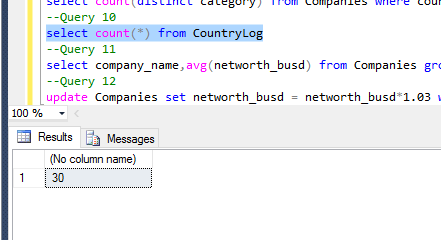 select count(distinct category) from Companies where coun
--Query 10
select count(*) from CountryLog
--Query 11
select company_name,avg(networth_busd) from Companies gro
--Query 12
update Companies set networth_busd = networth_busd*1.03 w
100 %
Results Messages
(No column name)
1 30